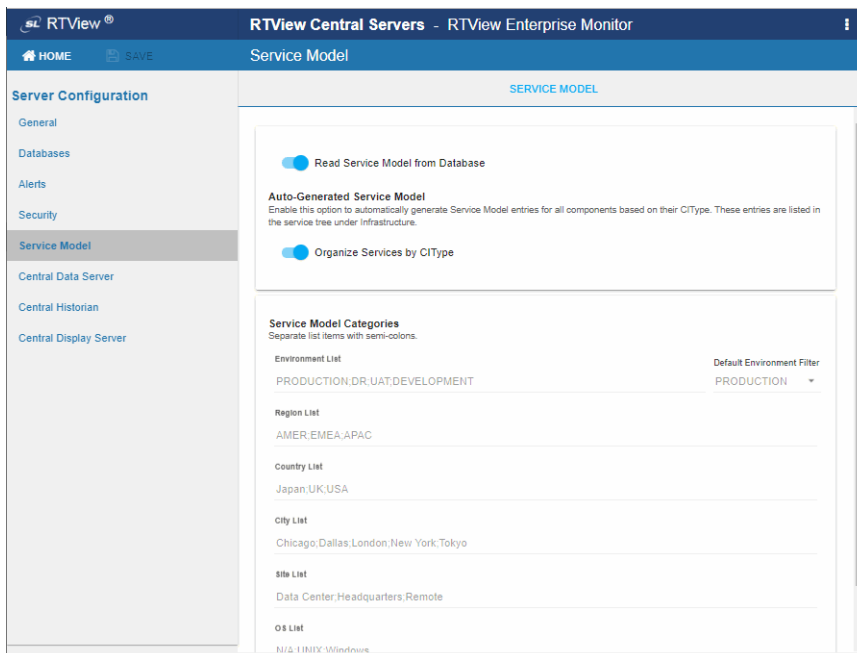 SL RTView ®
RTView Central Servers - RTView Enterprise Monitor
HOME
SAVE
Service Model
Server Configuration
General
Databases
Alerts
Security
Service Model
Central Data Server
Central Historian
Central Display Server
SERVICE MODEL
Read Service Model from Database
Auto-Generated Service Model
Enable this option to automatically generate Service Model entries for all components based on their CIType. These entries are listed in
the service tree under Infrastructure.
Organize Services by CIType
Service Model Categories
Separate list items with semi-colons.
Environment List
Default Environment Filter
PRODUCTION;DR;UAT;DEVELOPMENT
PRODUCTION
Region List
AMER;EMEA;APAC
Country List
Japan;UK;USA
City List
Chicago;Dallas;London;New York;Tokyo
Site List
Data Center;Headquarters;Remote
OS List
N/A;UNIX;Windows